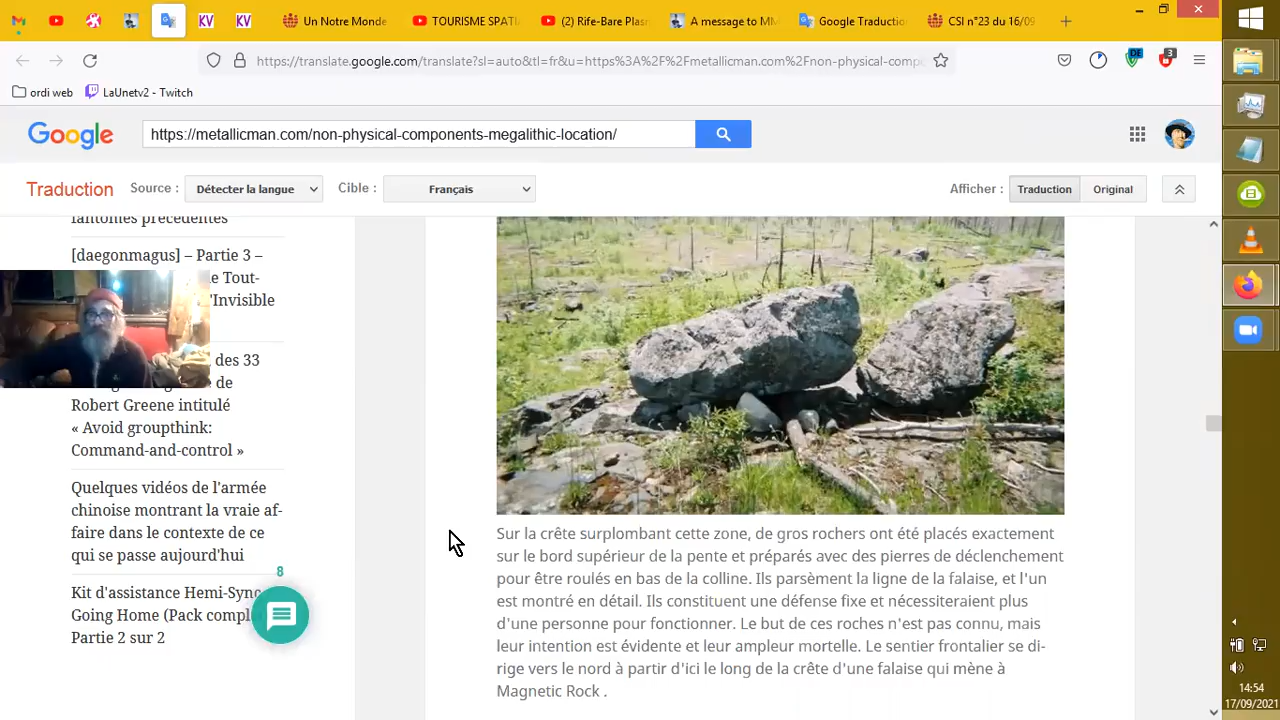 KV
KV
Un Notre Monde
TOURISME SPATI
(2) Rife-Bare Plasm
A message to MM
Google Traduction
CSI n°23 du 16/09
https://translate.google.com/translate?sl=auto&tl=fr&u=https%3A%2F%2Fmetallicman.com%2Fnon-physical-compo
DE
3
ordi web
LaUnetv2 - Twitch
Google
https://metallicman.com/non-physical-components-megalithic-location/
Traduction
Source :
Détecter la langue
Cible :
Français
Afficher :
Traduction
Original
fantômes précédentes
[daegonmagus] – Partie 3 –
le Tout-
l'Invisible
des 33
de
Robert Greene intitulé
« Avoid groupthink:
Command-and-control »
Quelques vidéos de l'armée
chinoise montrant la vraie af-
faire dans le contexte de ce
qui se passe aujourd'hui
8
Kit d'assistance Hemi-Sync
Going Home (Pack compl
Partie 2 sur 2
Sur la crête surplombant cette zone, de gros rochers ont été placés exactement
sur le bord supérieur de la pente et préparés avec des pierres de déclenchement
pour être roulés en bas de la colline. Ils parsèment la ligne de la falaise, et l'un
est montré en détail. Ils constituent une défense fixe et nécessiteraient plus
d'une personne pour fonctionner. Le but de ces roches n'est pas connu, mais
leur intention est évidente et leur ampleur mortelle. Le sentier frontalier se di-
rige vers le nord à partir d'ici le long de la crête d'une falaise qui mène à
Magnetic Rock .
14:54
17/09/2021